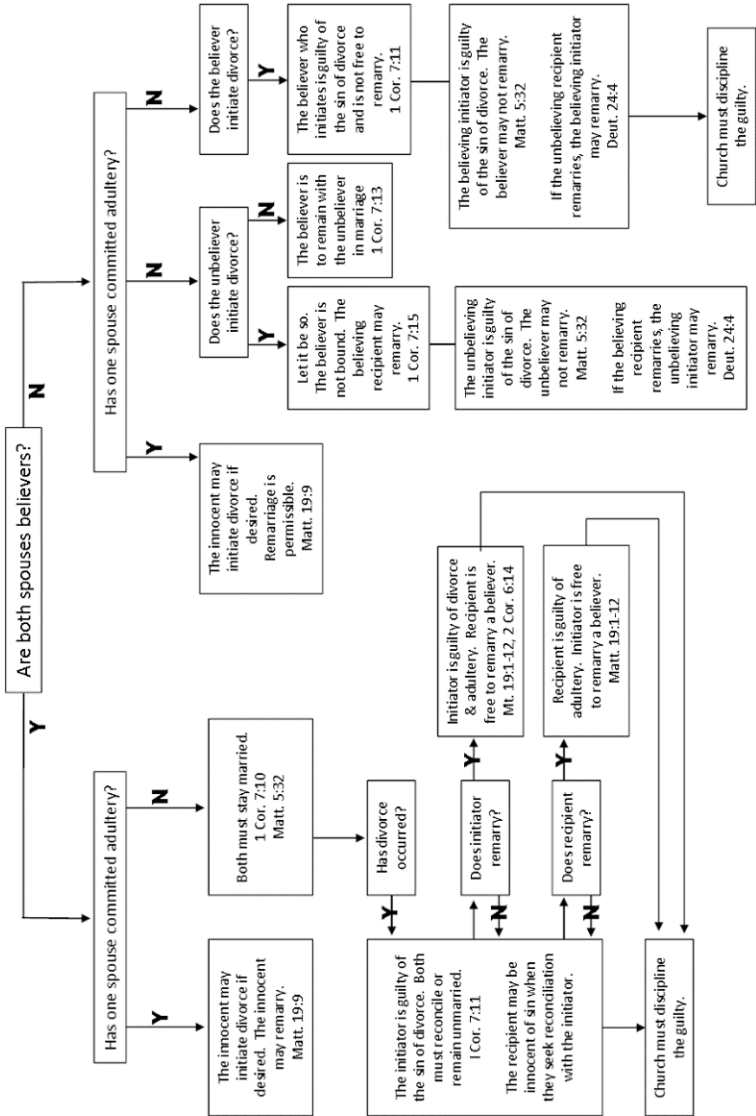 Are both spouses believers?
Y
N
Has one spouse committed adultery?
Y
N
The innocent may
initiate divorce if
desired. The innocent
may remarry.
Matt. 19:9
Both must stay married.
1 Cor. 7:10
Matt. 5:32
Has divorce
occurred?
Y
The initiator is guilty of
the sin of divorce. Both
must reconcile or
remain unmarried.
I Cor. 7:11
The recipient may be
innocent of sin when
they seek reconciliation
with the initiator.
Does initiator
remarry?
Y
N
Initiator is guilty of divorce
& adultery. Recipient is
free to remarry a believer.
Mt. 19:1-12, 2 Cor. 6:14
Does recipient
remarry?
Y
N
Recipient is guilty of
adultery. Initiator is free
to remarry a believer.
Matt. 19:1-12
Church must discipline
the guilty.
Has one spouse committed adultery?
Y
N
N
The innocent may
initiate divorce if
desired.
Remarriage is
permissible.
Matt. 19:9
Does the unbeliever
initiate divorce?
Y
N
Let it be so.
The believer is
not bound. The
believing
recipient may
remarry.
1 Cor. 7:15
The believer is
to remain with
the unbeliever
in marriage
1 Cor. 7:13
The unbelieving
initiator is guilty
of the sin of
divorce. The
unbeliever may
not remarry.
Matt. 5:32
If the believing
recipient
remarries, the
unbelieving
initiator may
remarry.
Deut. 24:4
Does the believer
initiate divorce?
Y
The believer who
initiates is guilty of
the sin of divorce
and is not free to
remarry.
1 Cor. 7:11
The believing initiator is guilty
of the sin of divorce. The
believer may not remarry.
Matt. 5:32
If the unbelieving recipient
remarries, the believing initiator
may remarry.
Deut. 24:4
Church must discipline
the guilty.